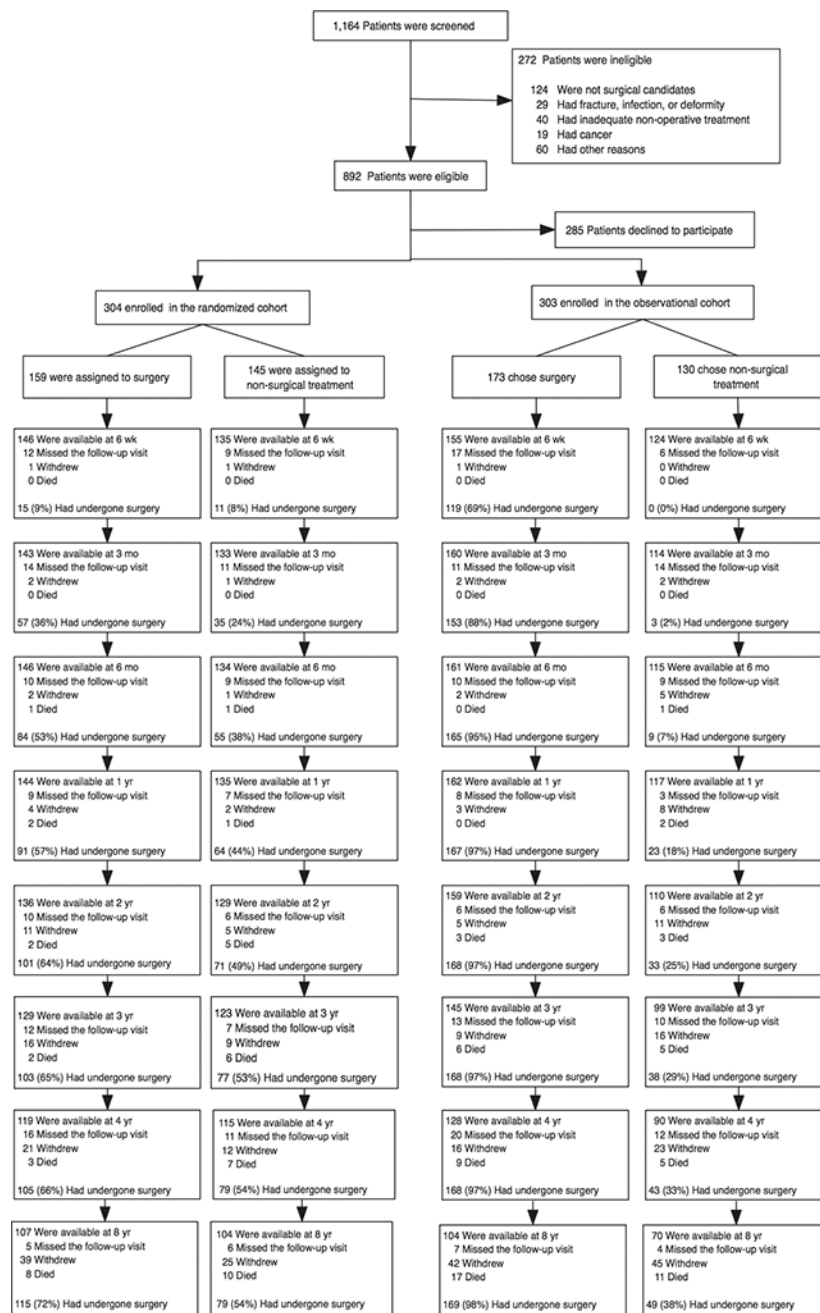 1,164 Patients were screened
272 Patients were ineligible
124 Were not surgical candidates
29 Had fracture, infection, or deformity
40 Had inadequate non-operative treatment
19 Had cancer
60 Had other reasons
892 Patients were eligible
285 Patients declined to participate
304 enrolled in the randomized cohort
303 enrolled in the observational cohort
159 were assigned to surgery
145 were assigned to
non-surgical treatment
173 chose surgery
130 chose non-surgical
treatment
146 Were available at 6 wk
12 Missed the follow-up visit
1 Withdrew
0 Died
15 (9%) Had undergone surgery
135 Were available at 6 wk
9 Missed the follow-up visit
1 Withdrew
0 Died
11 (8%) Had undergone surgery
155 Were available at 6 wk
17 Missed the follow-up visit
1 Withdrew
0 Died
119 (69%) Had undergone surgery
124 Were available at 6 wk
6 Missed the follow-up visit
0 Withdrew
0 Died
0 (0%) Had undergone surgery
143 Were available at 3 mo
14 Missed the follow-up visit
2 Withdrew
0 Died
57 (36%) Had undergone surgery
133 Were available at 3 mo
11 Missed the follow-up visit
1 Withdrew
0 Died
35 (24%) Had undergone surgery
160 Were available at 3 mo
11 Missed the follow-up visit
2 Withdrew
0 Died
153 (88%) Had undergone surgery
114 Were available at 3 mo
14 Missed the follow-up visit
2 Withdrew
0 Died
3 (2%) Had undergone surgery
146 Were available at 6 mo
10 Missed the follow-up visit
2 Withdrew
1 Died
84 (53%) Had undergone surgery
134 Were available at 6 mo
9 Missed the follow-up visit
1 Withdrew
1 Died
55 (38%) Had undergone surgery
161 Were available at 6 mo
10 Missed the follow-up visit
2 Withdrew
0 Died
165 (95%) Had undergone surgery
115 Were available at 6 mo
9 Missed the follow-up visit
5 Withdrew
1 Died
9 (7%) Had undergone surgery
144 Were available at 1 yr
9 Missed the follow-up visit
4 Withdrew
2 Died
91 (57%) Had undergone surgery
135 Were available at 1 yr
7 Missed the follow-up visit
2 Withdrew
1 Died
64 (44%) Had undergone surgery
162 Were available at 1 yr
8 Missed the follow-up visit
3 Withdrew
0 Died
167 (97%) Had undergone surgery
117 Were available at 1 yr
3 Missed the follow-up visit
8 Withdrew
2 Died
23 (18%) Had undergone surgery
136 Were available at 2 yr
10 Missed the follow-up visit
11 Withdrew
2 Died
101 (64%) Had undergone surgery
129 Were available at 2 yr
6 Missed the follow-up visit
5 Withdrew
5 Died
71 (49%) Had undergone surgery
159 Were available at 2 yr
6 Missed the follow-up visit
5 Withdrew
3 Died
168 (97%) Had undergone surgery
110 Were available at 2 yr
6 Missed the follow-up visit
11 Withdrew
3 Died
33 (25%) Had undergone surgery
129 Were available at 3 yr
12 Missed the follow-up visit
16 Withdrew
2 Died
103 (65%) Had undergone surgery
123 Were available at 3 yr
7 Missed the follow-up visit
9 Withdrew
6 Died
77 (53%) Had undergone surgery
145 Were available at 3 yr
13 Missed the follow-up visit
9 Withdrew
6 Died
168 (97%) Had undergone surgery
99 Were available at 3 yr
10 Missed the follow-up visit
16 Withdrew
5 Died
38 (29%) Had undergone surgery
119 Were available at 4 yr
16 Missed the follow-up visit
21 Withdrew
3 Died
105 (66%) Had undergone surgery
115 Were available at 4 yr
11 Missed the follow-up visit
12 Withdrew
7 Died
79 (54%) Had undergone surgery
128 Were available at 4 yr
20 Missed the follow-up visit
16 Withdrew
9 Died
168 (97%) Had undergone surgery
90 Were available at 4 yr
12 Missed the follow-up visit
23 Withdrew
5 Died
43 (33%) Had undergone surgery
107 Were available at 8 yr
5 Missed the follow-up visit
39 Withdrew
8 Died
115 (72%) Had undergone surgery
104 Were available at 8 yr
6 Missed the follow-up visit
25 Withdrew
10 Died
79 (54%) Had undergone surgery
104 Were available at 8 yr
7 Missed the follow-up visit
42 Withdrew
17 Died
169 (98%) Had undergone surgery
70 Were available at 8 yr
4 Missed the follow-up visit
45 Withdrew
11 Died
49 (38%) Had undergone surgery